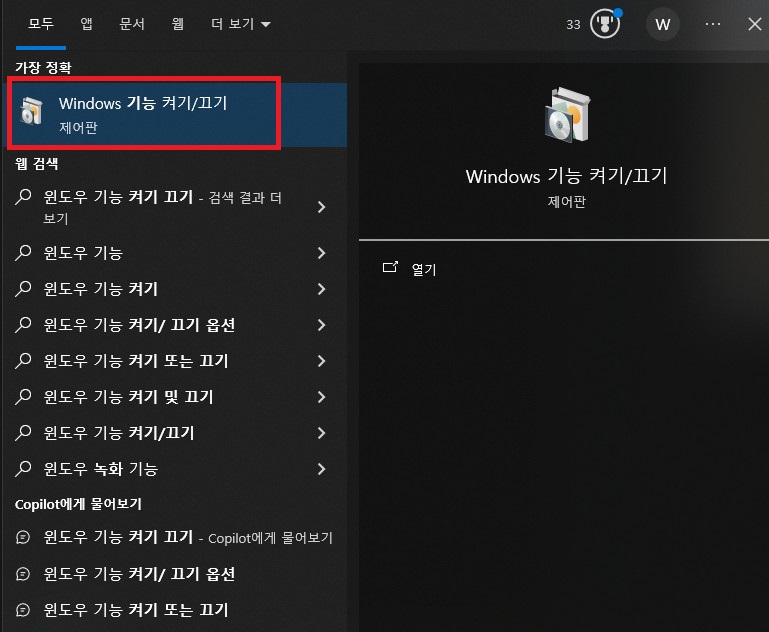 모두 앱 문서 웹 더 보기 33 W ...
가장 정확
Windows 기능 켜기/끄기
제어판
웹 검색
윈도우 기능 켜기 끄기 - 검색 결과 더
보기
윈도우 기능
윈도우 기능 켜기
윈도우 기능 켜기/ 끄기 옵션
윈도우 기능 켜기 또는 끄기
윈도우 기능 켜기 및 끄기
윈도우 기능 켜기/끄기
윈도우 녹화 기능
Copilot에게 물어보기
윈도우 기능 켜기 끄기 - Copilot에게 물어보기
윈도우 기능 켜기/ 끄기 옵션
윈도우 기능 켜기 또는 끄기
Windows 기능 켜기/끄기
제어판
열기